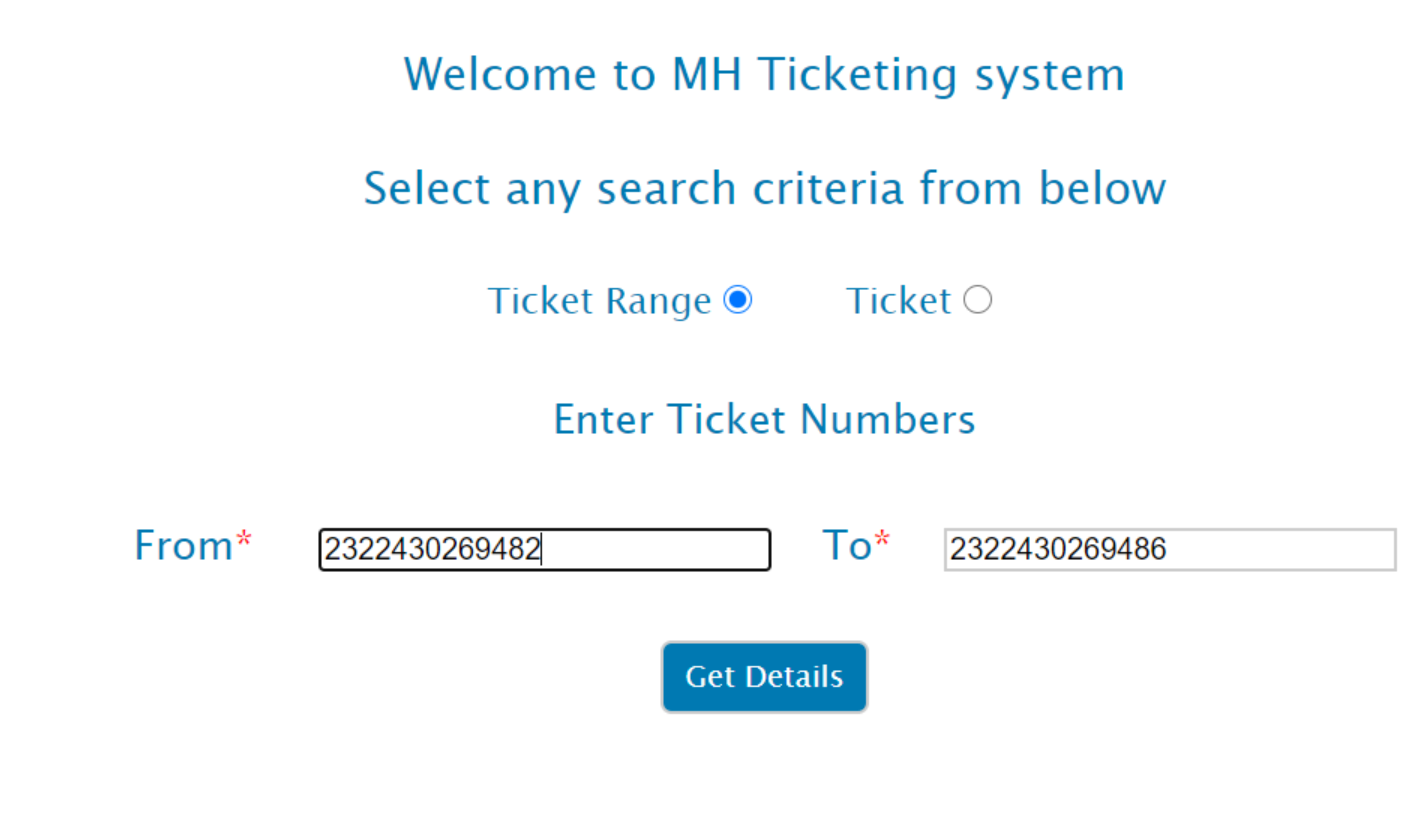 Welcome to MH Ticketing system
Select any search criteria from below
Ticket Range Ticket
Enter Ticket Numbers
From* 2322430269482 To* 2322430269486
Get Details